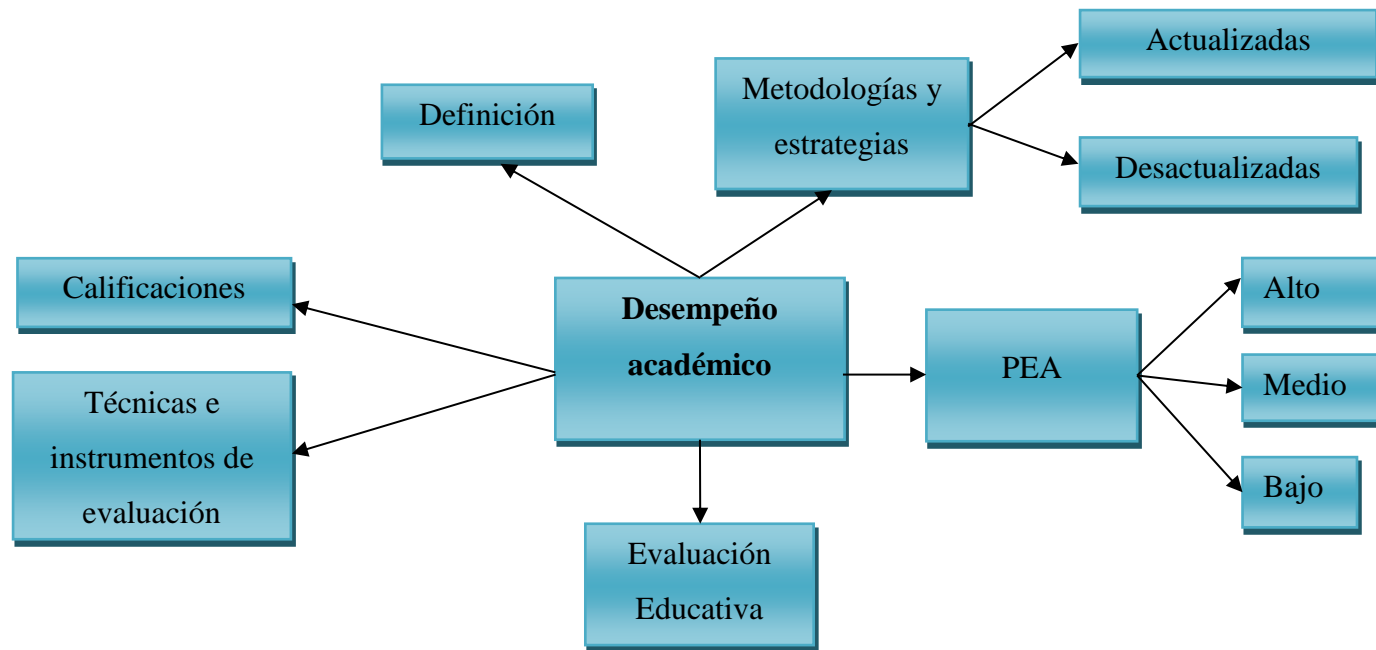 Actualizadas
Metodologías y
estrategias
Definición
Desactualizadas
Calificaciones
Desempeño
académico
Alto
PEA
Medio
Técnicas e
instrumentos de
evaluación
Bajo
Evaluación
Educativa